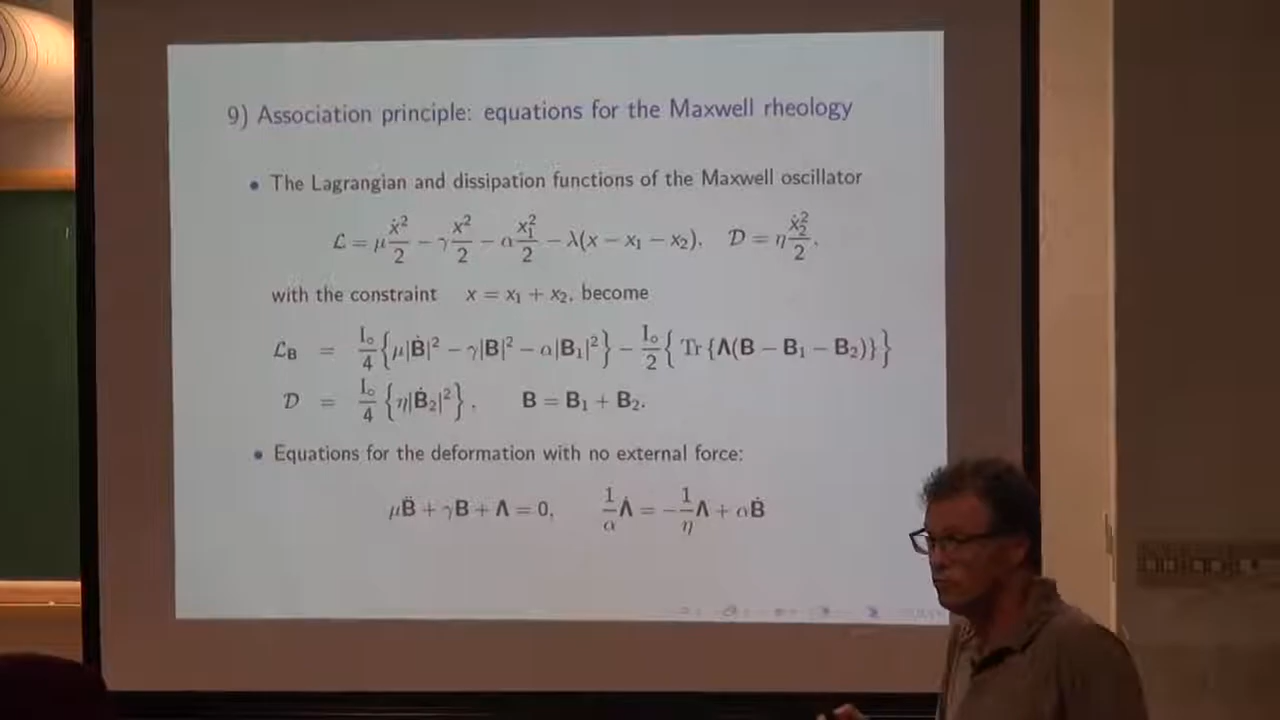 9) Association principle: equations for the Maxwell rheology
• The Lagrangian and dissipation functions of the Maxwell oscillator
ℒ = μ ẋ²/2 − γ x²/2 − α x₁²/2 − λ(x − x₁ − x₂), 𝒟 = η ẋ₂²/2,
with the constraint x = x₁ + x₂, become
ℒ_B = I∘/4 {μ|Ḃ|² − γ|B|² − α|B₁|²} − I∘/2 { Tr {Λ(B − B₁ − B₂)}}
𝒟 = I∘/4 {η|Ḃ₂|²}, B = B₁ + B₂.
• Equations for the deformation with no external force:
μB̈ + γB + Λ = 0, 1/α Λ̇ = −1/η Λ + αḂ